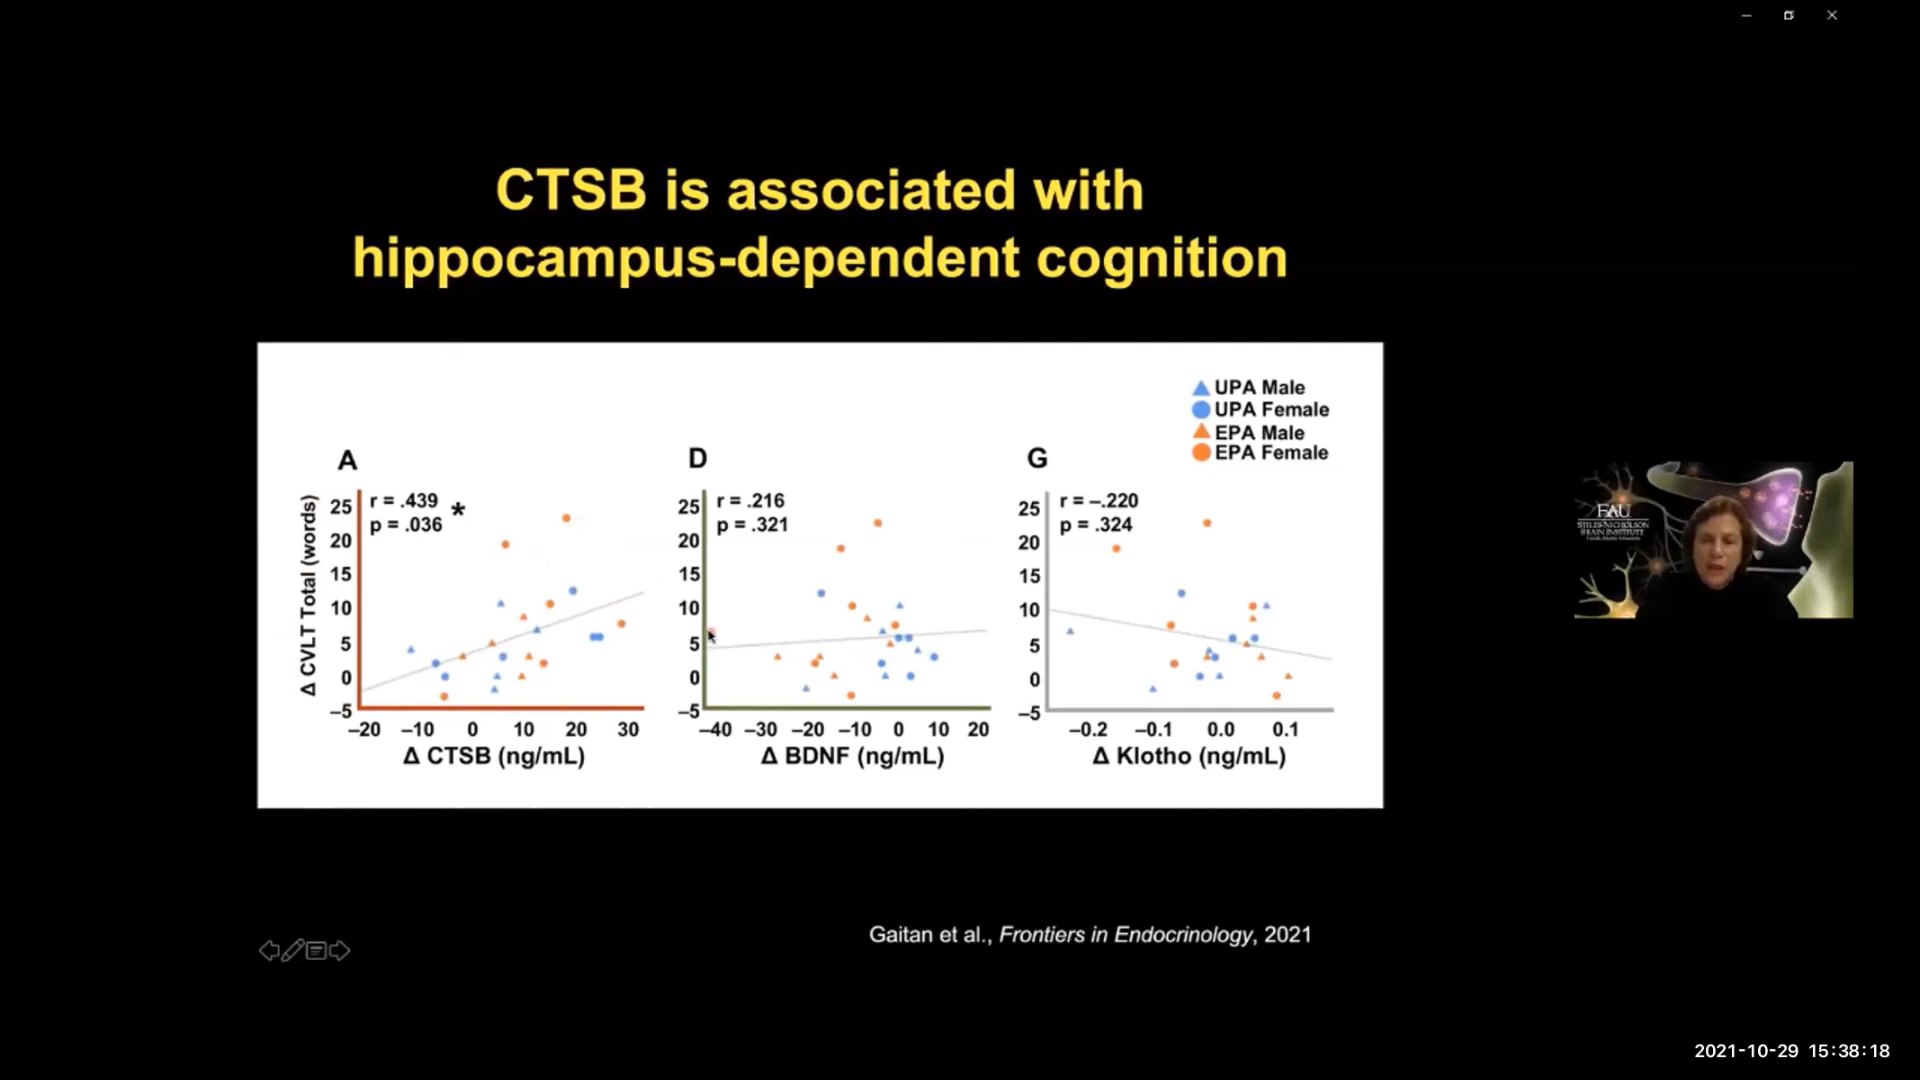 CTSB is associated with
hippocampus-dependent cognition
UPA Male
UPA Female
EPA Male
EPA Female
A
r = .439
p = .036 *
Δ CVLT Total (words)
25
20
15
10
5
0
–5
–20 –10 0 10 20 30
Δ CTSB (ng/mL)
D
r = .216
p = .321
25
20
15
10
5
0
–5
–40 –30 –20 –10 0 10 20
Δ BDNF (ng/mL)
G
r = –.220
p = .324
25
20
15
10
5
0
–5
–0.2 –0.1 0.0 0.1
Δ Klotho (ng/mL)
FAU
STILES-NICHOLSON
BRAIN INSTITUTE
Gaitan et al., Frontiers in Endocrinology, 2021
2021-10-29 15:38:18